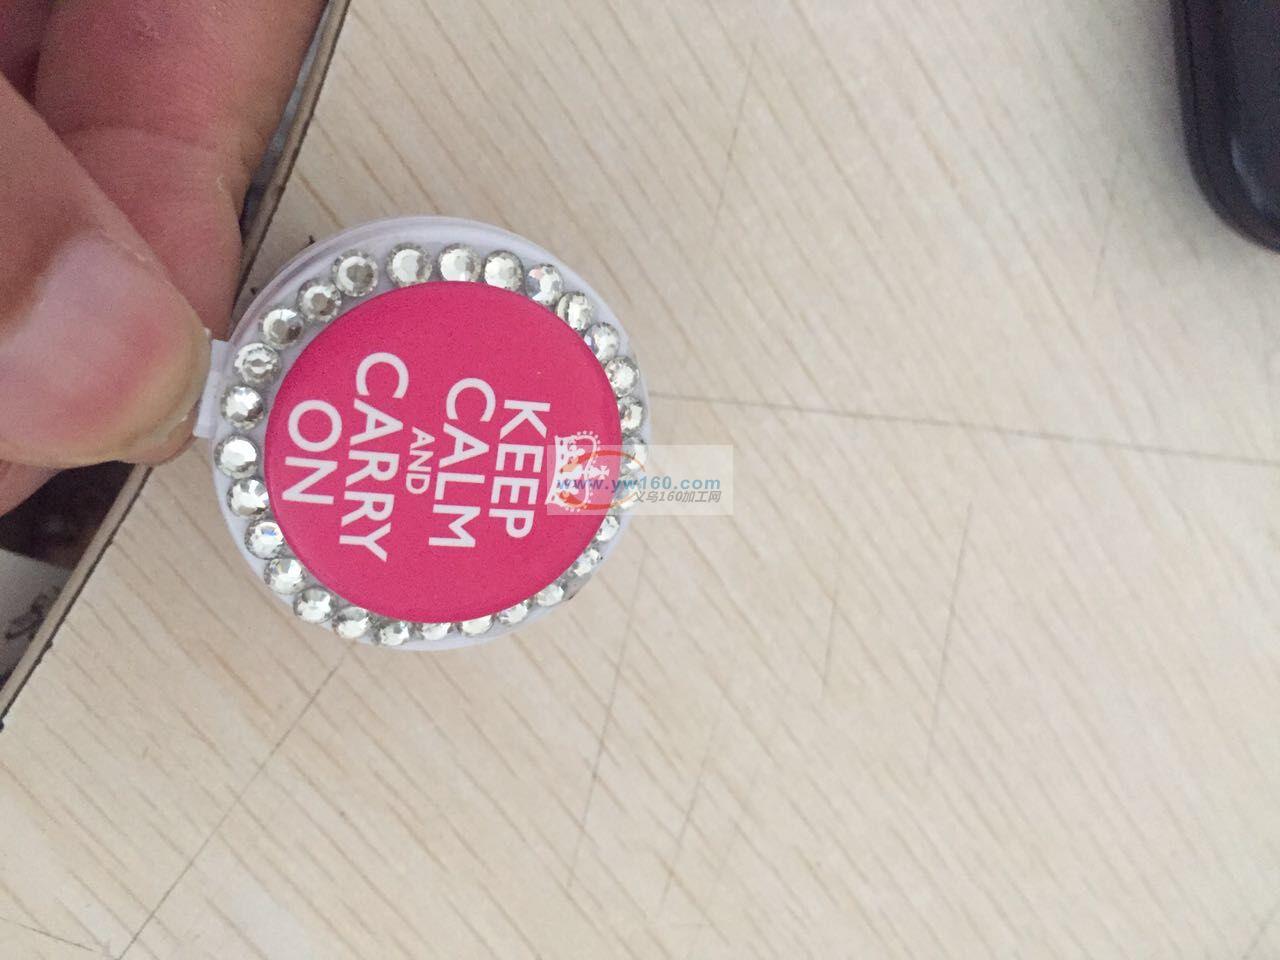 KEEP
CALM
AND
CARRY
ON
www.yw160.com
义乌160加工网